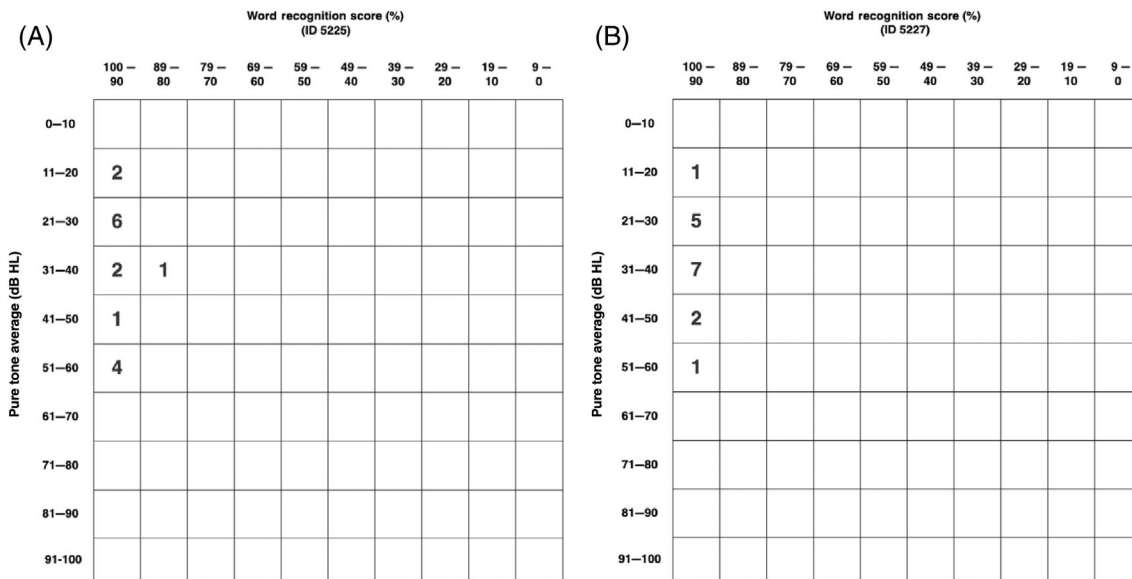 (A)
Word recognition score (%)
(ID 5225)
100 – 89 – 79 – 69 – 59 – 49 – 39 – 29 – 19 – 9 –
90 80 70 60 50 40 30 20 10 0
Pure tone average (dB HL)
0–10
11–20 2
21–30 6
31–40 2 1
41–50 1
51–60 4
61–70
71–80
81–90
91-100
(B)
Word recognition score (%)
(ID 5227)
100 – 89 – 79 – 69 – 59 – 49 – 39 – 29 – 19 – 9 –
90 80 70 60 50 40 30 20 10 0
Pure tone average (dB HL)
0–10
11–20 1
21–30 5
31–40 7
41–50 2
51–60 1
61–70
71–80
81–90
91–100